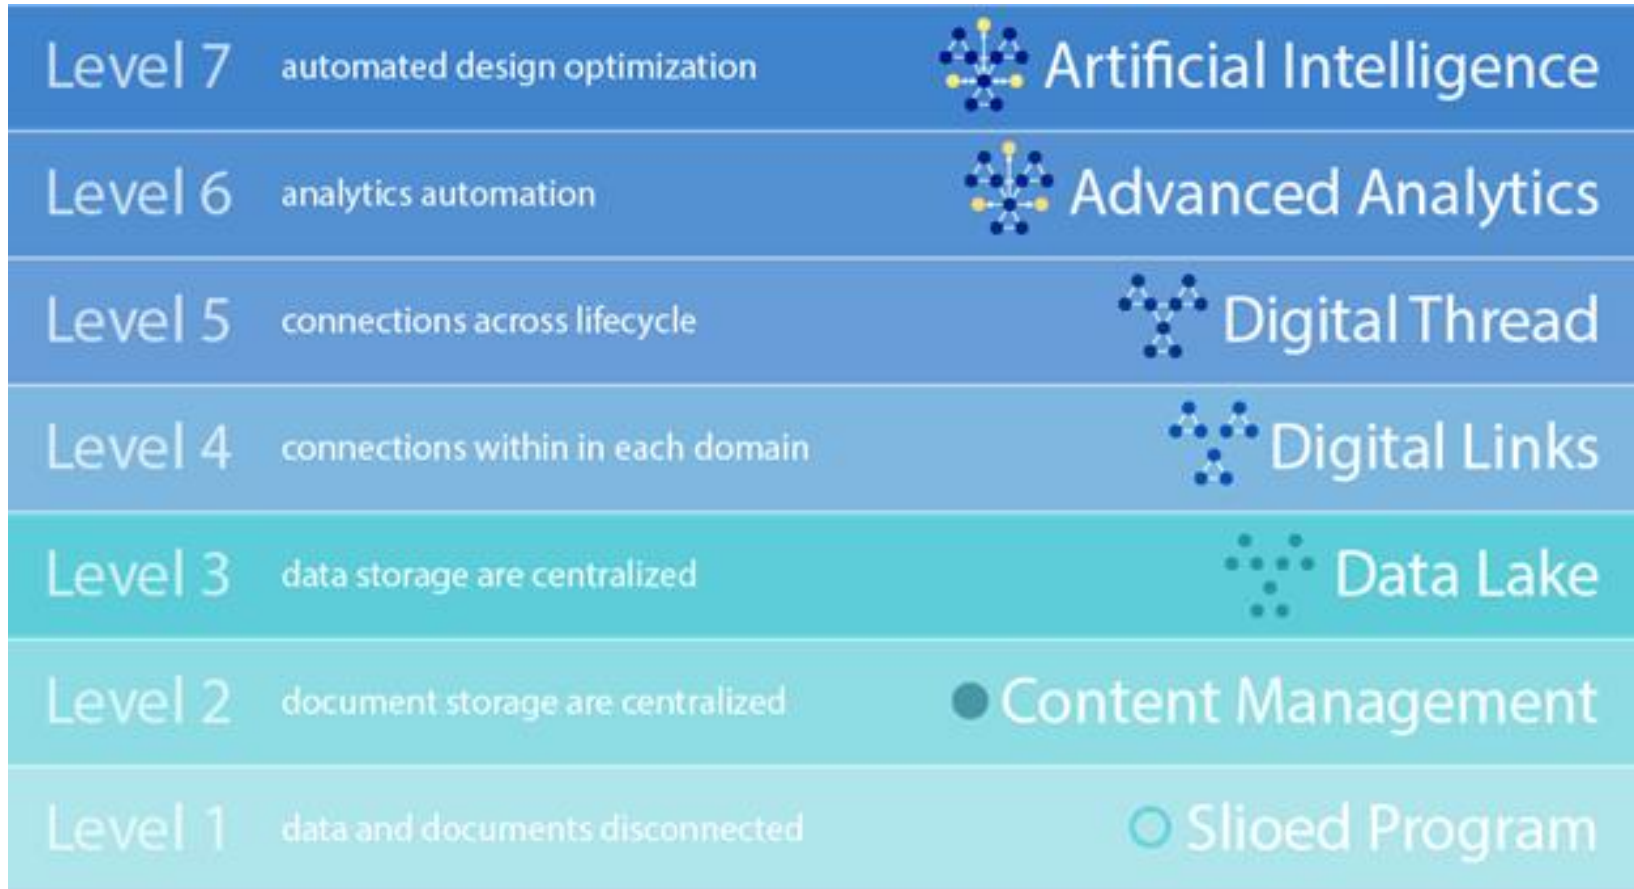 Level 7 automated design optimization Artificial Intelligence
Level 6 analytics automation Advanced Analytics
Level 5 connections across lifecycle Digital Thread
Level 4 connections within in each domain Digital Links
Level 3 data storage are centralized Data Lake
Level 2 document storage are centralized Content Management
Level 1 data and documents disconnected Slioed Program